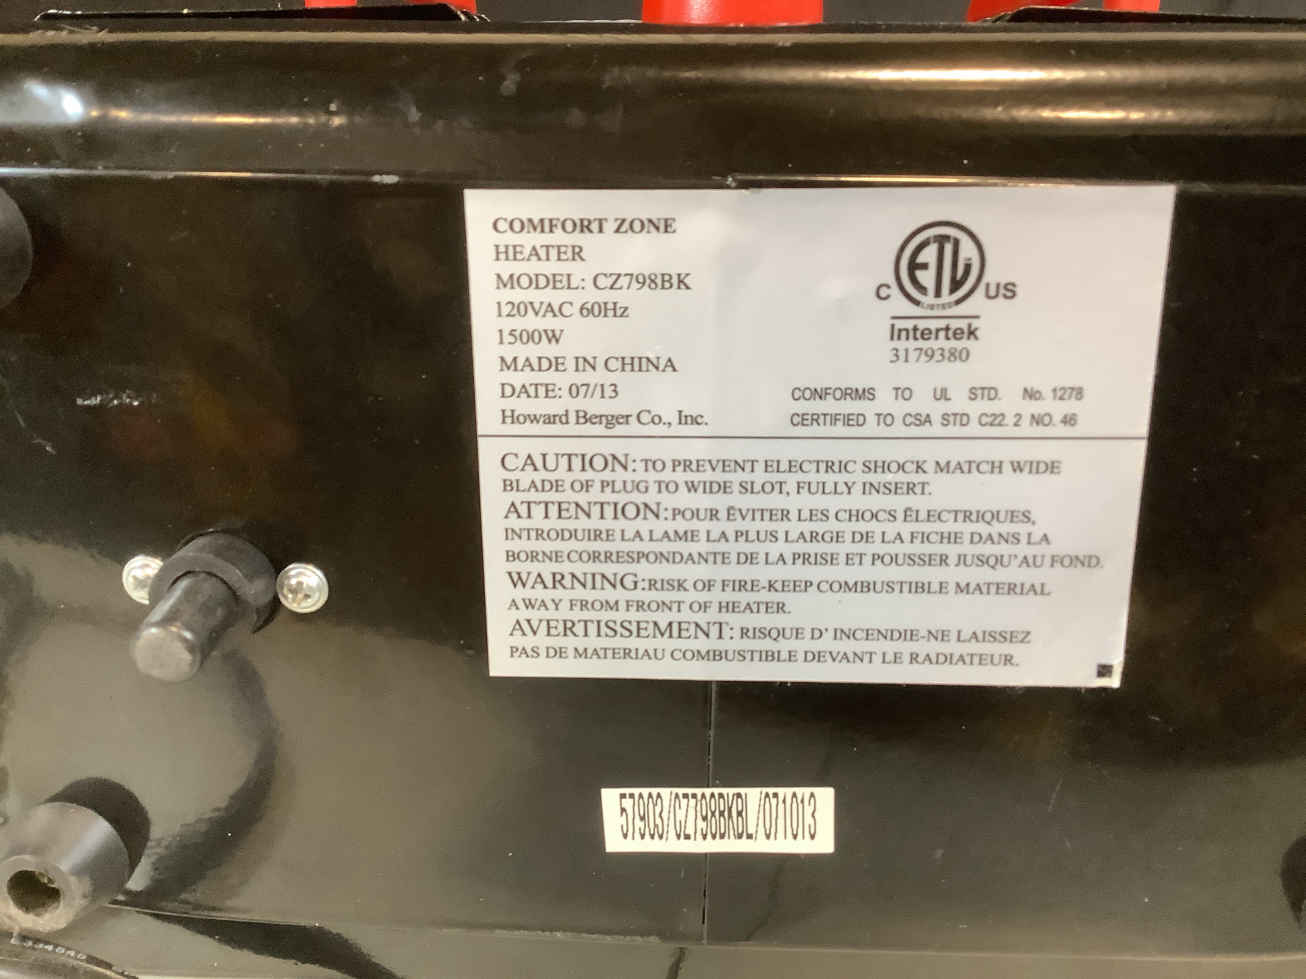 COMFORT ZONE
HEATER
MODEL: CZ798BK
120VAC 60Hz
1500W
MADE IN CHINA
DATE: 07/13
Howard Berger Co., Inc.
ETL
LISTED
C US
Intertek
3179380
CONFORMS TO UL STD. No. 1278
CERTIFIED TO CSA STD C22. 2 NO. 46
CAUTION: TO PREVENT ELECTRIC SHOCK MATCH WIDE
BLADE OF PLUG TO WIDE SLOT, FULLY INSERT.
ATTENTION: POUR ÉVITER LES CHOCS ÉLECTRIQUES,
INTRODUIRE LA LAME LA PLUS LARGE DE LA FICHE DANS LA
BORNE CORRESPONDANTE DE LA PRISE ET POUSSER JUSQU'AU FOND.
WARNING: RISK OF FIRE-KEEP COMBUSTIBLE MATERIAL
AWAY FROM FRONT OF HEATER.
AVERTISSEMENT: RISQUE D' INCENDIE-NE LAISSEZ
PAS DE MATERIAU COMBUSTIBLE DEVANT LE RADIATEUR.
57903/CZ798BKBL/071013